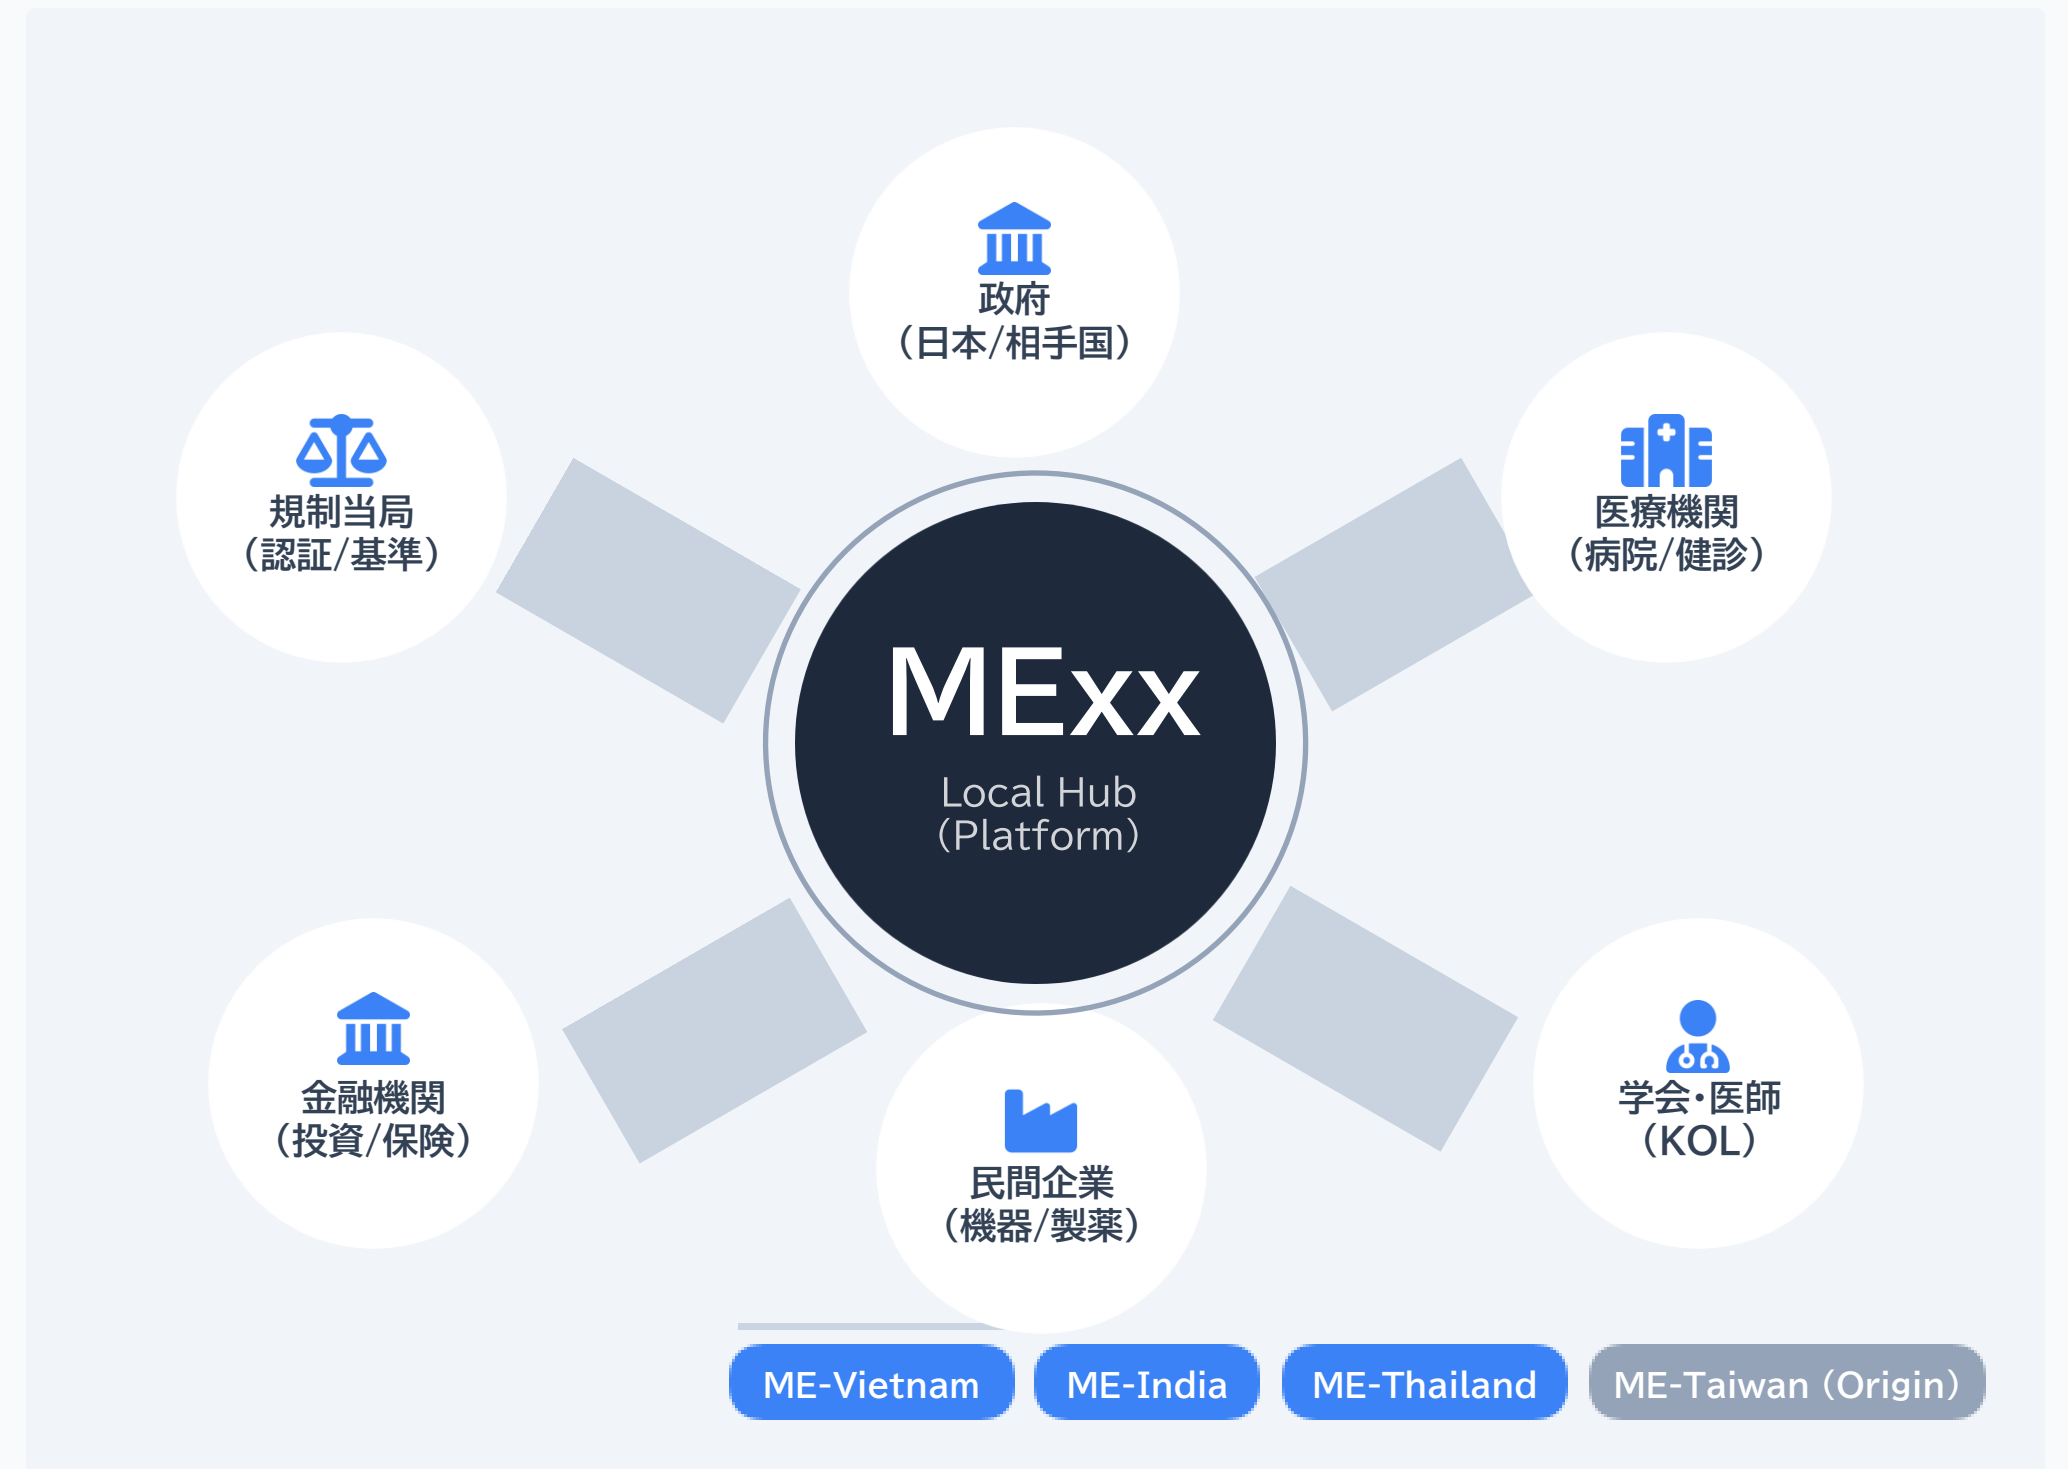 政府
（日本/相手国）
規制当局
（認証/基準）
医療機関
（病院/健診）
MExx
Local Hub
（Platform）
金融機関
（投資/保険）
民間企業
（機器/製薬）
学会・医師
（KOL）
ME-Vietnam
ME-India
ME-Thailand
ME-Taiwan（Origin）